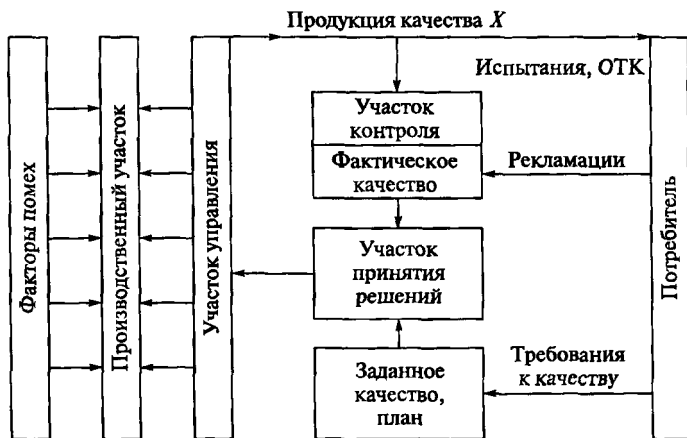 Продукция качества X
Испытания, ОТК
Участок
контроля
Фактическое
качество
Рекламации
Участок
принятия
решений
Заданное
качество,
план
Требования
к качеству
Факторы помех
Производственный участок
Участок управления
Потребитель